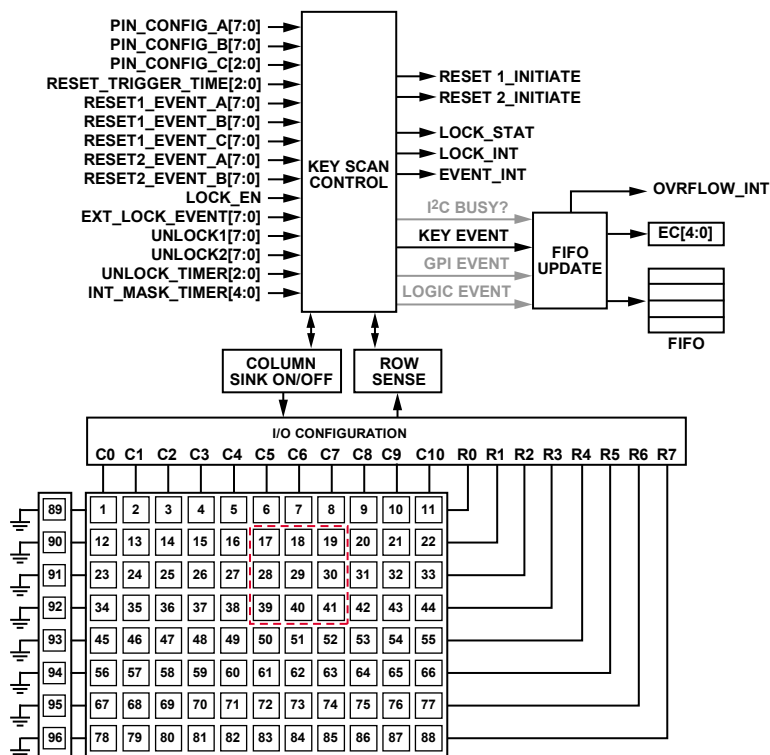 PIN_CONFIG_A[7:0]
PIN_CONFIG_B[7:0]
PIN_CONFIG_C[2:0]
RESET_TRIGGER_TIME[2:0]
RESET1_EVENT_A[7:0]
RESET1_EVENT_B[7:0]
RESET1_EVENT_C[7:0]
RESET2_EVENT_A[7:0]
RESET2_EVENT_B[7:0]
LOCK_EN
EXT_LOCK_EVENT[7:0]
UNLOCK1[7:0]
UNLOCK2[7:0]
UNLOCK_TIMER[2:0]
INT_MASK_TIMER[4:0]
KEY SCAN
CONTROL
RESET 1_INITIATE
RESET 2_INITIATE
LOCK_STAT
LOCK_INT
EVENT_INT
I2C BUSY?
KEY EVENT
GPI EVENT
LOGIC EVENT
FIFO
UPDATE
OVRFLOW_INT
EC[4:0]
FIFO
COLUMN
SINK ON/OFF
ROW
SENSE
I/O CONFIGURATION
C0 C1 C2 C3 C4 C5 C6 C7 C8 C9 C10 R0 R1 R2 R3 R4 R5 R6 R7
89 1 2 3 4 5 6 7 8 9 10 11
90 12 13 14 15 16 17 18 19 20 21 22
91 23 24 25 26 27 28 29 30 31 32 33
92 34 35 36 37 38 39 40 41 42 43 44
93 45 46 47 48 49 50 51 52 53 54 55
94 56 57 58 59 60 61 62 63 64 65 66
95 67 68 69 70 71 72 73 74 75 76 77
96 78 79 80 81 82 83 84 85 86 87 88